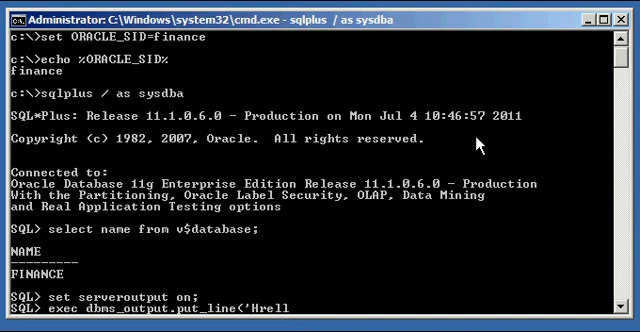 Administrator: C:\Windows\system32\cmd.exe - sqlplus / as sysdba
c:\>set ORACLE_SID=finance
c:\>echo %ORACLE_SID%
finance
c:\>sqlplus / as sysdba
SQL*Plus: Release 11.1.0.6.0 - Production on Mon Jul 4 10:46:57 2011
Copyright (c) 1982, 2007, Oracle.  All rights reserved.
Connected to:
Oracle Database 11g Enterprise Edition Release 11.1.0.6.0 - Production
With the Partitioning, Oracle Label Security, OLAP, Data Mining
and Real Application Testing options
SQL> select name from v$database;
NAME
---------
FINANCE
SQL> set serveroutput on;
SQL> exec dbms_output.put_line('Hrell